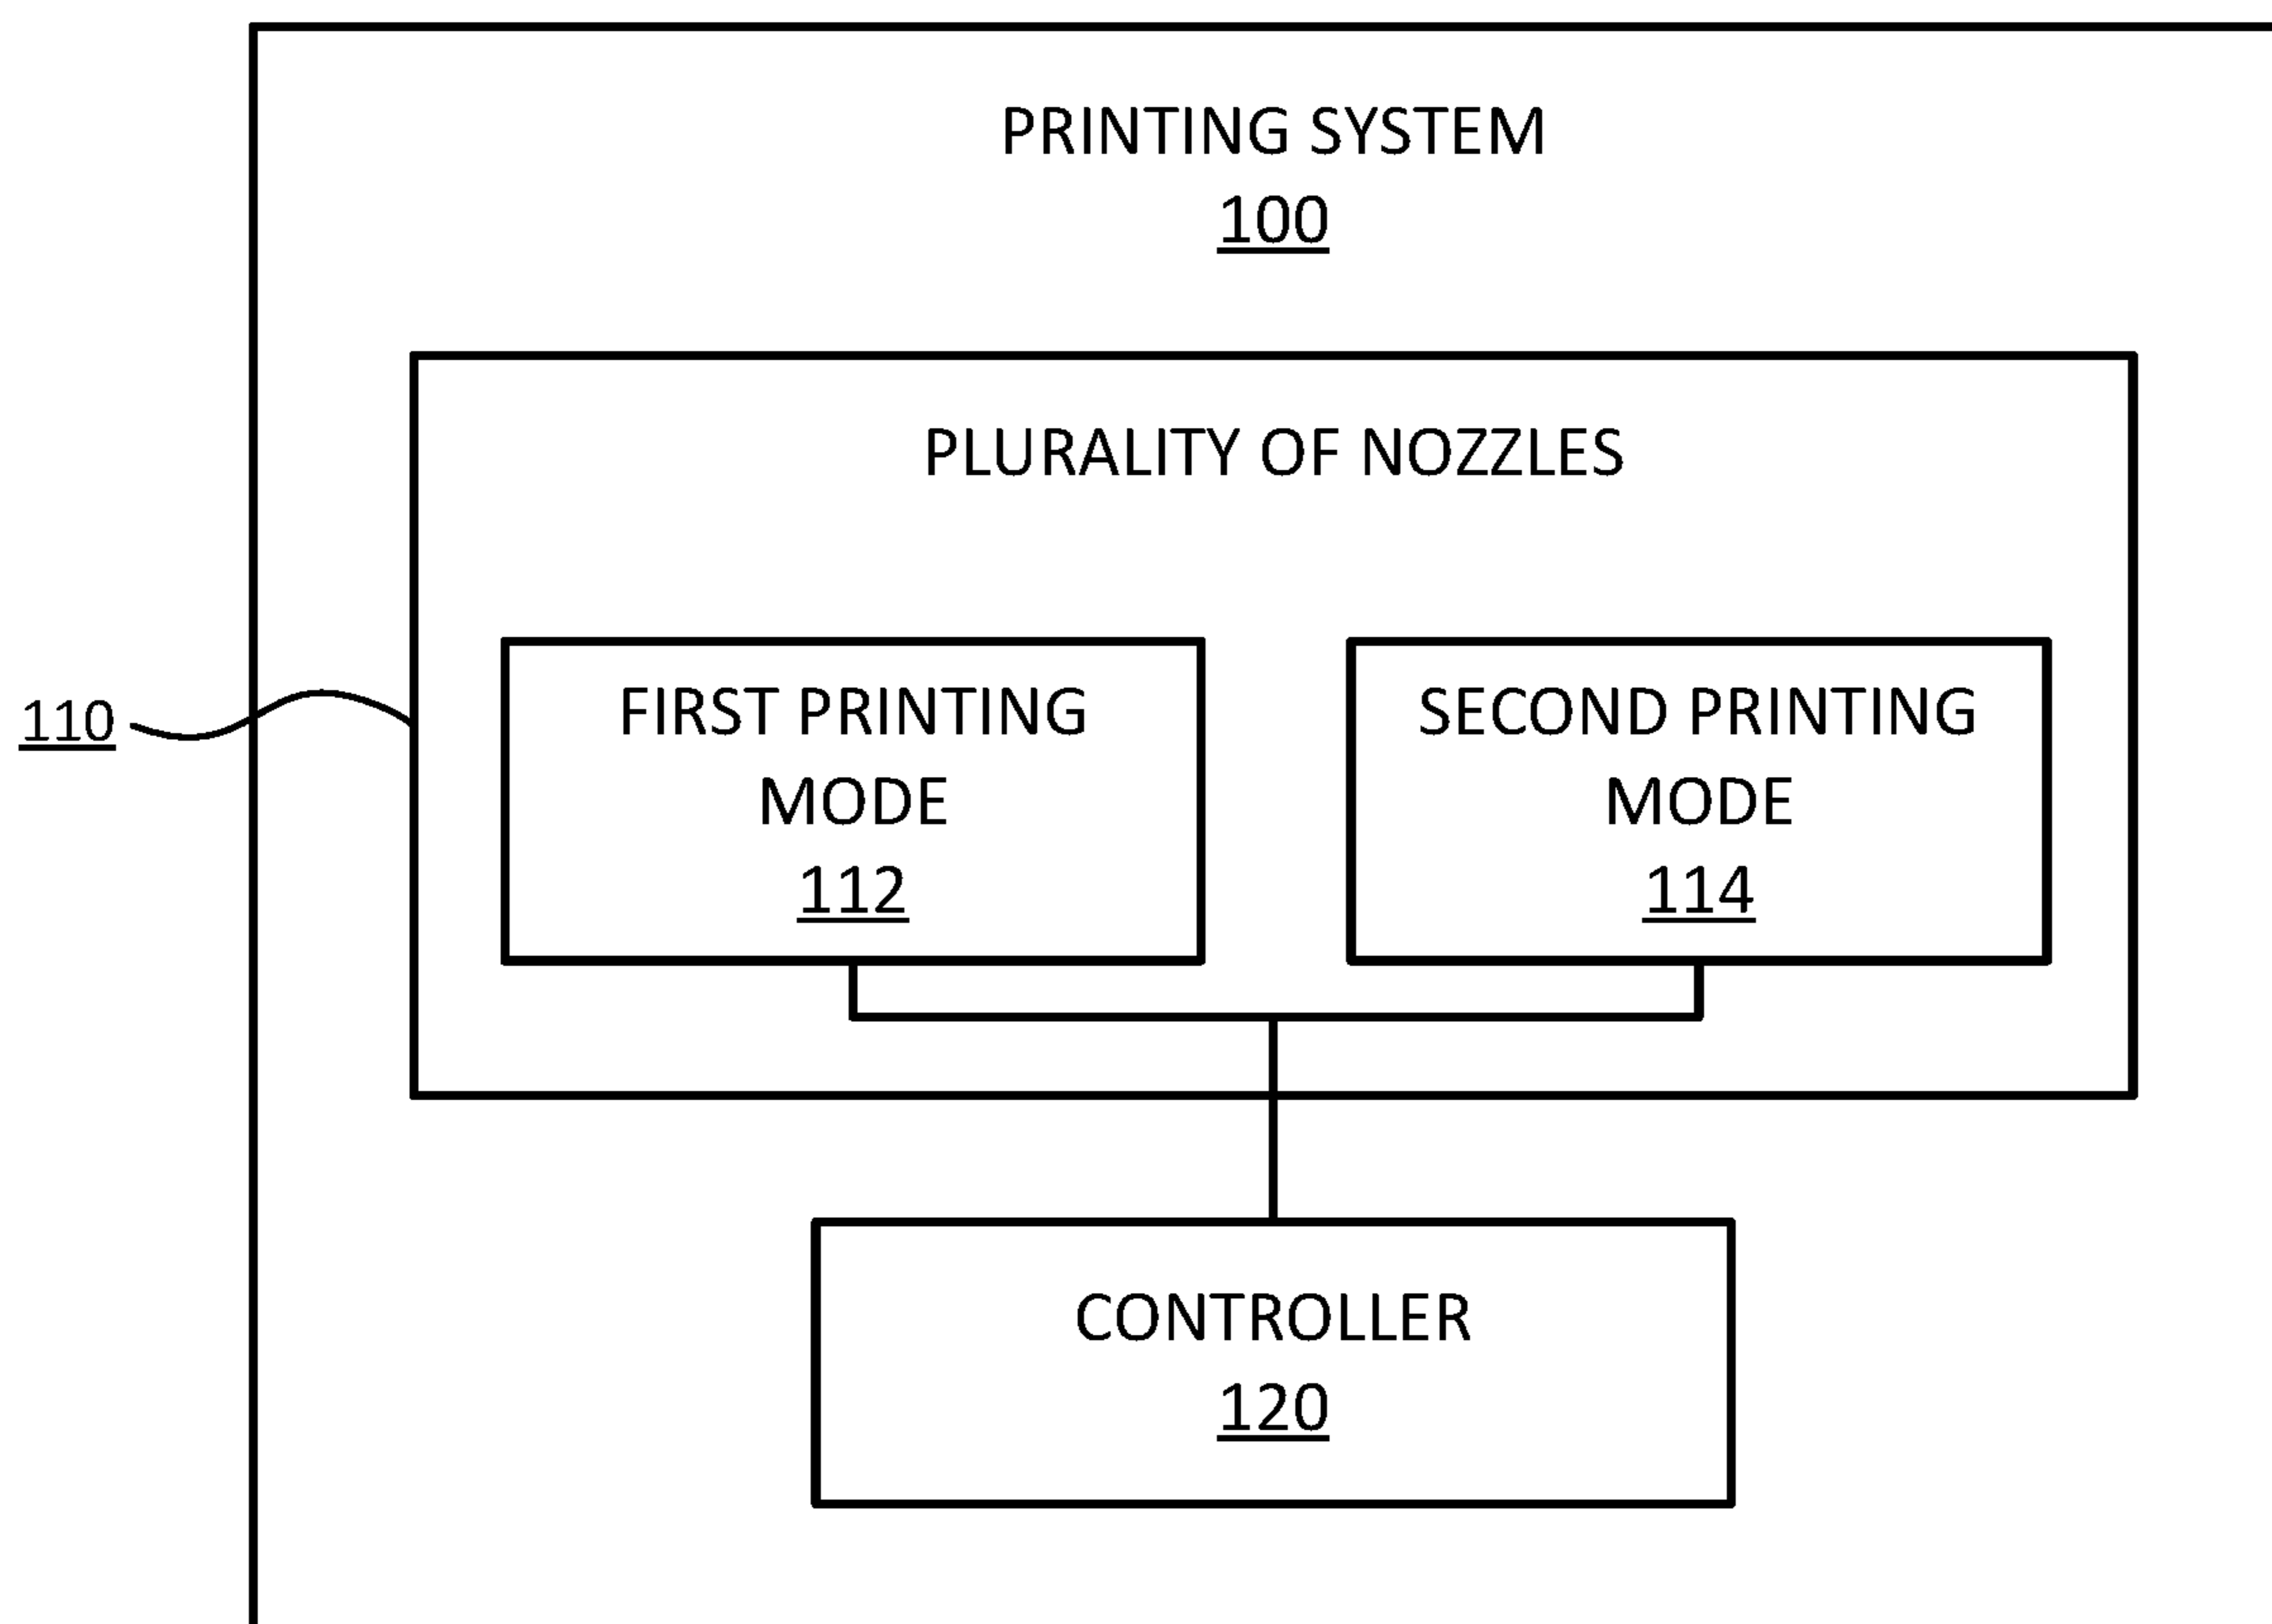 PRINTING SYSTEM
100
PLURALITY OF NOZZLES
110
FIRST PRINTING
MODE
112
SECOND PRINTING
MODE
114
CONTROLLER
120